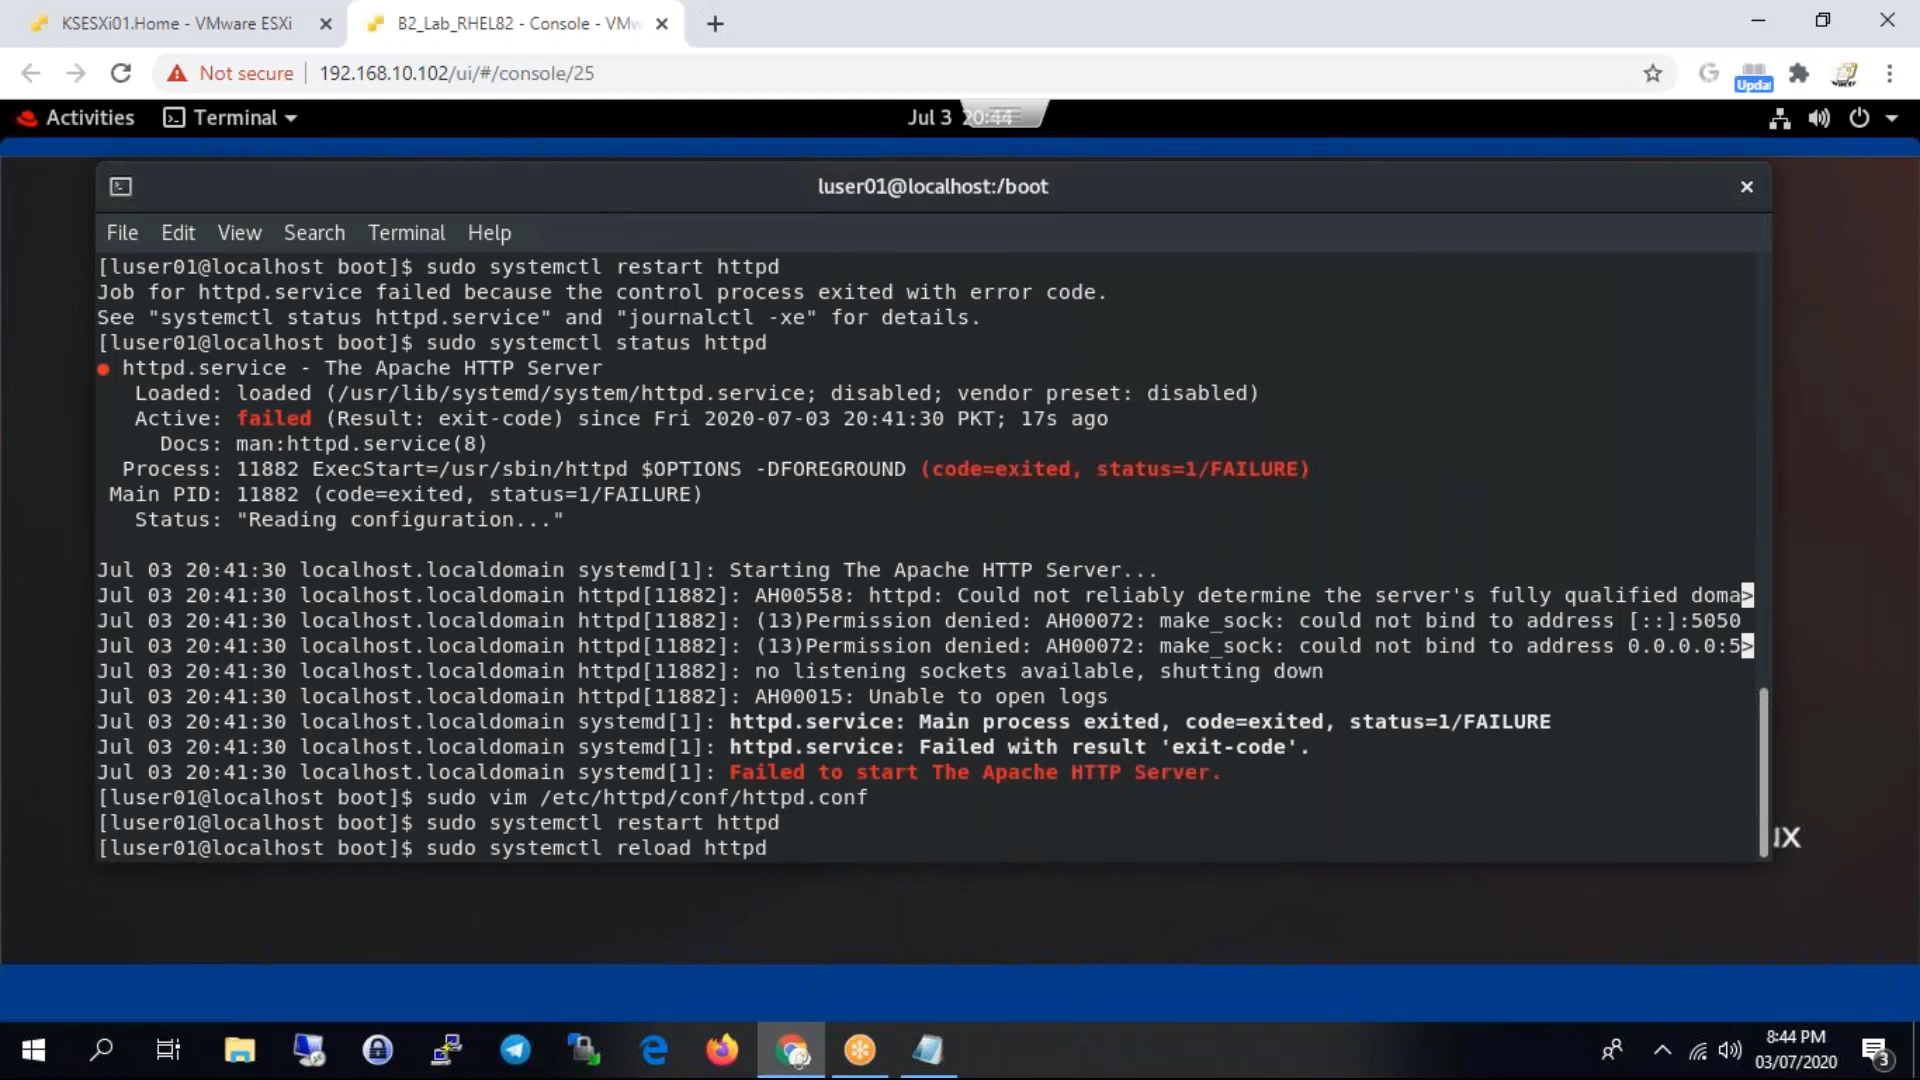 KSESXi01.Home - VMware ESXi
B2_Lab_RHEL82 - Console - VMw
Not secure
192.168.10.102/ui/#/console/25
Updat
Activities
Terminal
Jul 3 20:44
luser01@localhost:/boot
File Edit View Search Terminal Help
[luser01@localhost boot]$ sudo systemctl restart httpd
Job for httpd.service failed because the control process exited with error code.
See "systemctl status httpd.service" and "journalctl -xe" for details.
[luser01@localhost boot]$ sudo systemctl status httpd
● httpd.service - The Apache HTTP Server
Loaded: loaded (/usr/lib/systemd/system/httpd.service; disabled; vendor preset: disabled)
Active: failed (Result: exit-code) since Fri 2020-07-03 20:41:30 PKT; 17s ago
Docs: man:httpd.service(8)
Process: 11882 ExecStart=/usr/sbin/httpd $OPTIONS -DFOREGROUND (code=exited, status=1/FAILURE)
Main PID: 11882 (code=exited, status=1/FAILURE)
Status: "Reading configuration..."
Jul 03 20:41:30 localhost.localdomain systemd[1]: Starting The Apache HTTP Server...
Jul 03 20:41:30 localhost.localdomain httpd[11882]: AH00558: httpd: Could not reliably determine the server's fully qualified doma>
Jul 03 20:41:30 localhost.localdomain httpd[11882]: (13)Permission denied: AH00072: make_sock: could not bind to address [::]:5050
Jul 03 20:41:30 localhost.localdomain httpd[11882]: (13)Permission denied: AH00072: make_sock: could not bind to address 0.0.0.0:5>
Jul 03 20:41:30 localhost.localdomain httpd[11882]: no listening sockets available, shutting down
Jul 03 20:41:30 localhost.localdomain httpd[11882]: AH00015: Unable to open logs
Jul 03 20:41:30 localhost.localdomain systemd[1]: httpd.service: Main process exited, code=exited, status=1/FAILURE
Jul 03 20:41:30 localhost.localdomain systemd[1]: httpd.service: Failed with result 'exit-code'.
Jul 03 20:41:30 localhost.localdomain systemd[1]: Failed to start The Apache HTTP Server.
[luser01@localhost boot]$ sudo vim /etc/httpd/conf/httpd.conf
[luser01@localhost boot]$ sudo systemctl restart httpd
[luser01@localhost boot]$ sudo systemctl reload httpd
8:44 PM
03/07/2020
3